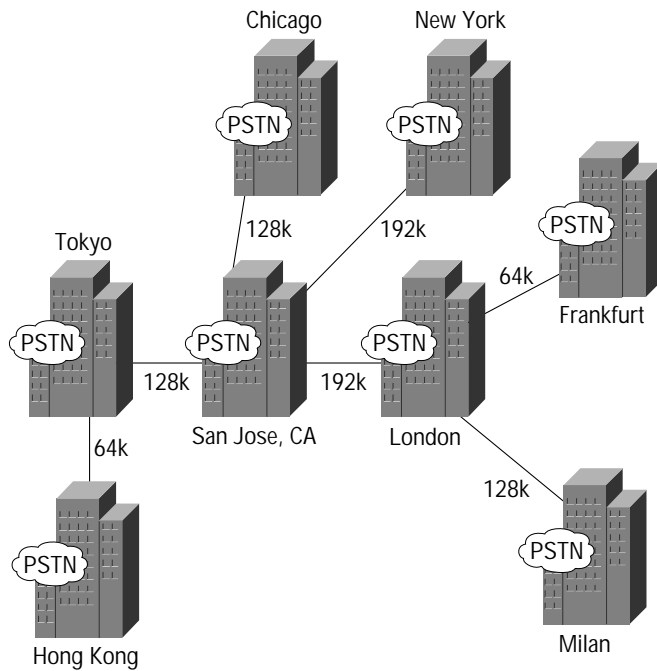 Chicago
New York
PSTN
PSTN
128k
192k
PSTN
Tokyo
64k
Frankfurt
PSTN
PSTN
PSTN
128k
192k
San Jose, CA
London
64k
128k
PSTN
PSTN
Hong Kong
Milan